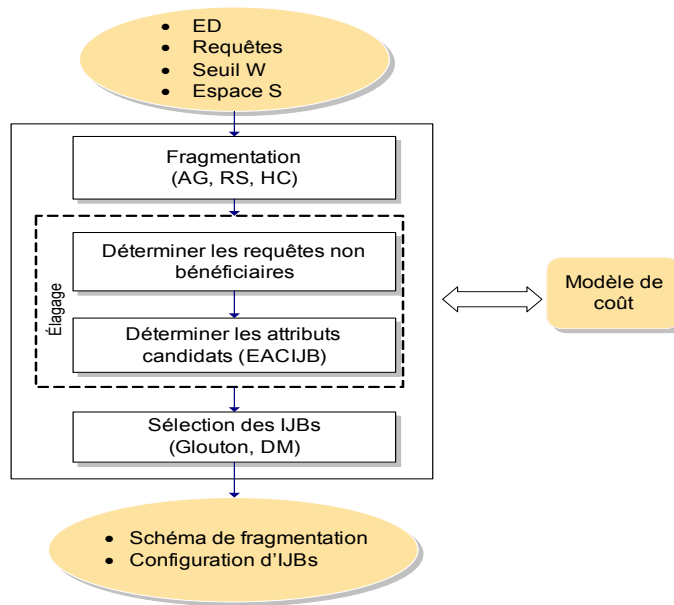 • ED
• Requêtes
• Seuil W
• Espace S
Fragmentation
(AG, RS, HC)
Élagage
Déterminer les requêtes non
bénéficiaires
Déterminer les attributs
candidats (EACIJB)
Sélection des IJBs
(Glouton, DM)
Modèle de
coût
• Schéma de fragmentation
• Configuration d'IJBs